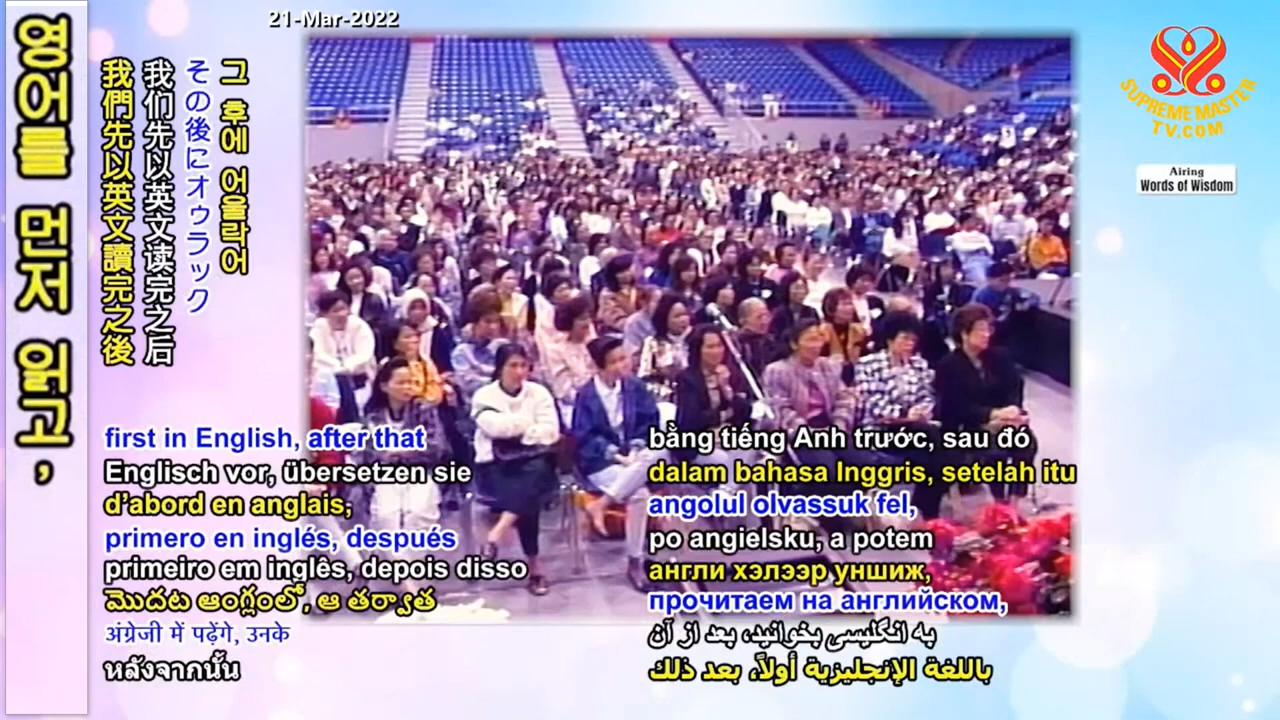 21-Mar-2022
영어를 먼저 읽고,
我們先以英文讀完之後
我们先以英文读完之后
その後にオゥラック
그 후에 어울락어
SUPREME MASTER
TV.COM
Airing
Words of Wisdom
first in English, after that
Englisch vor, übersetzen sie
d’abord en anglais;
primero en inglés, después
primeiro em inglês, depois disso
మొదట ఆంగ్లంలో, ఆ తర్వాత
अंग्रेजी में पढ़ेंगे, उनके
หลังจากนั้น
bằng tiếng Anh trước, sau đó
dalam bahasa Inggris, setelah itu
angolul olvassuk fel,
po angielsku, a potem
англи хэлээр уншиж,
прочитаем на английском,
به انگلیسی بخوانید، بعد از آن
باللغة الإنجليزية أولاً، بعد ذلك